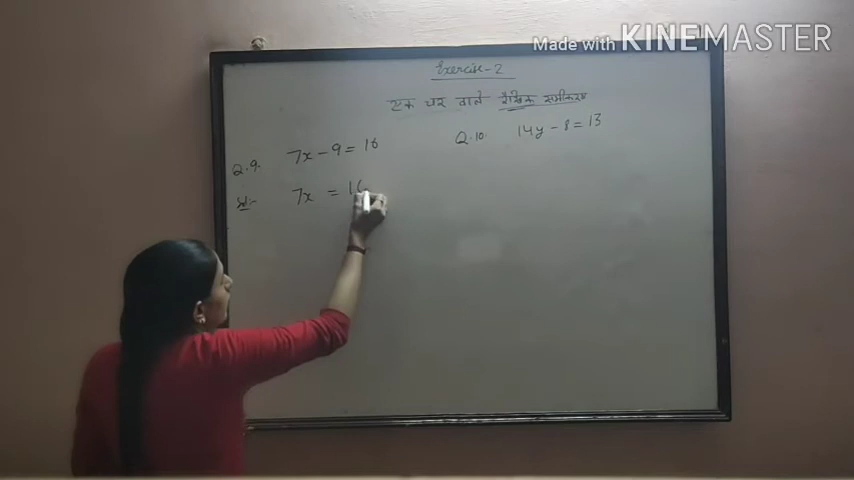 Made with KINEMASTER
Exercise-2
एक चर वाले रैखिक समीकरण
Q.9. 7x - 9 = 16
Q.10. 14y - 8 = 13
7x = 16